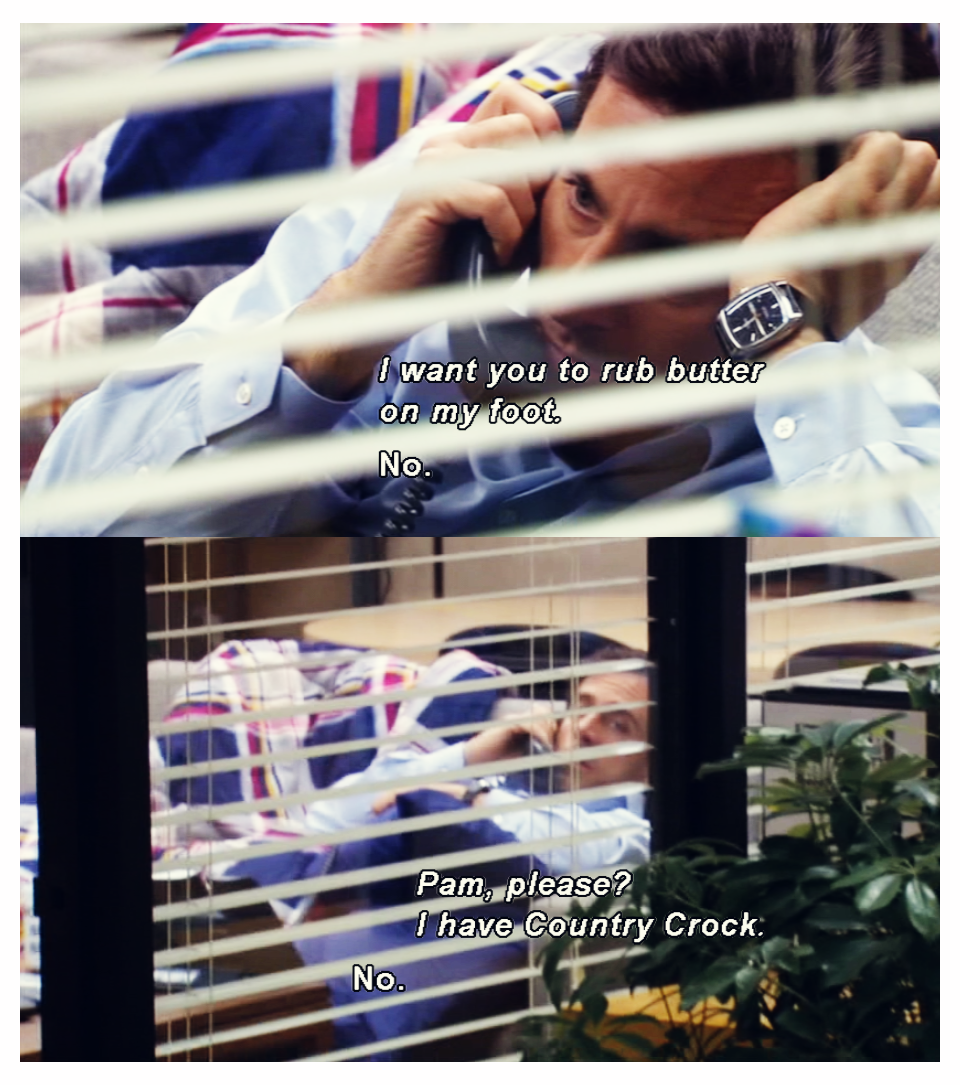 I want you to rub butter
on my foot.
No.
Pam, please?
I have Country Crock.
No.